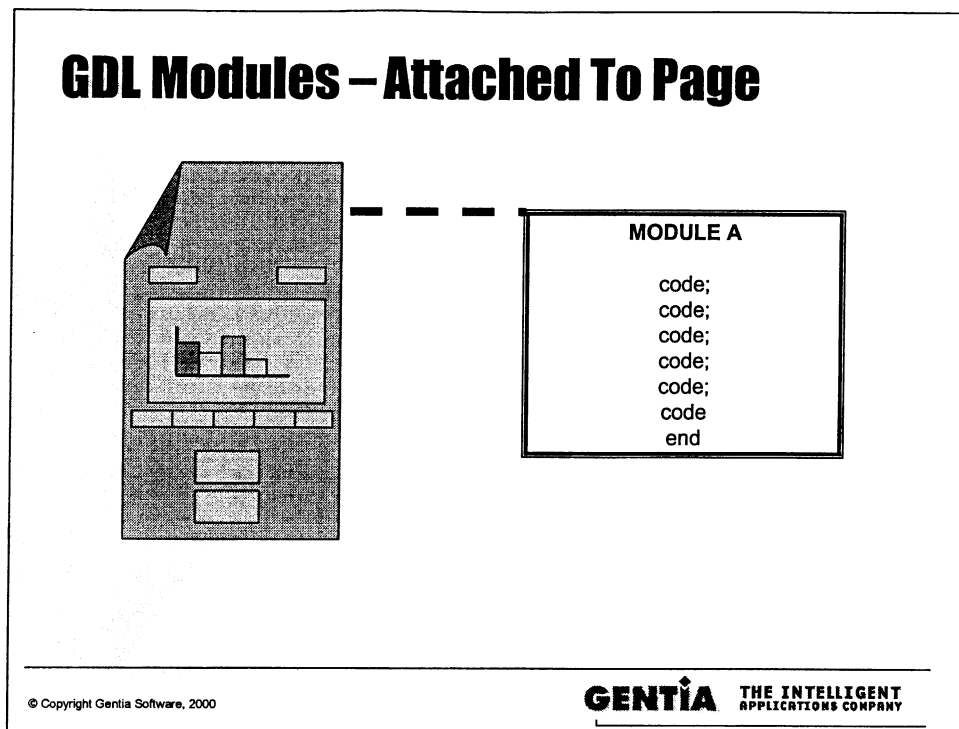 GDL Modules – Attached To Page
MODULE A
code;
code;
code;
code;
code;
code
end
© Copyright Gentia Software, 2000
GENTIA
THE INTELLIGENT
APPLICATIONS COMPANY